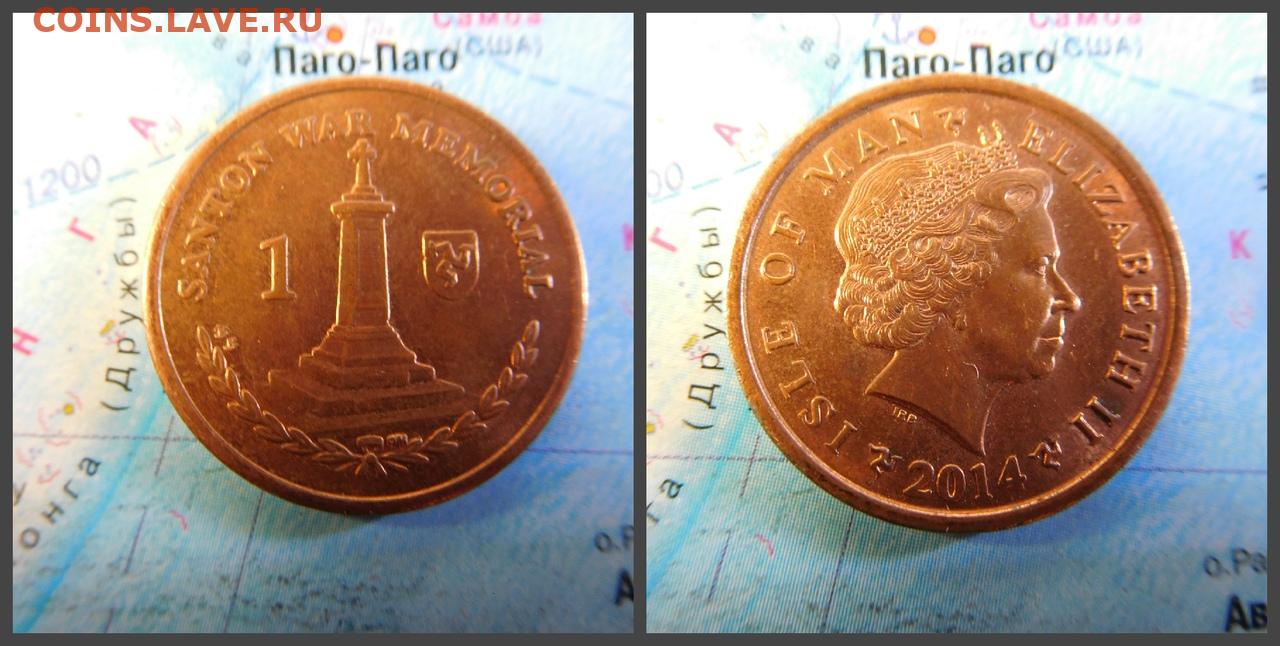 COINS.LAVE.RU
Самоа
Паго-Паго
(США)
1200
(Дружбы)
SANTON WAR MEMORIAL
1
о.Р
А
Самоа
Паго-Паго
(США)
(Дружбы)
ISLE OF MAN
ELIZABETH II
IRB
2014
о.Ра
Ав